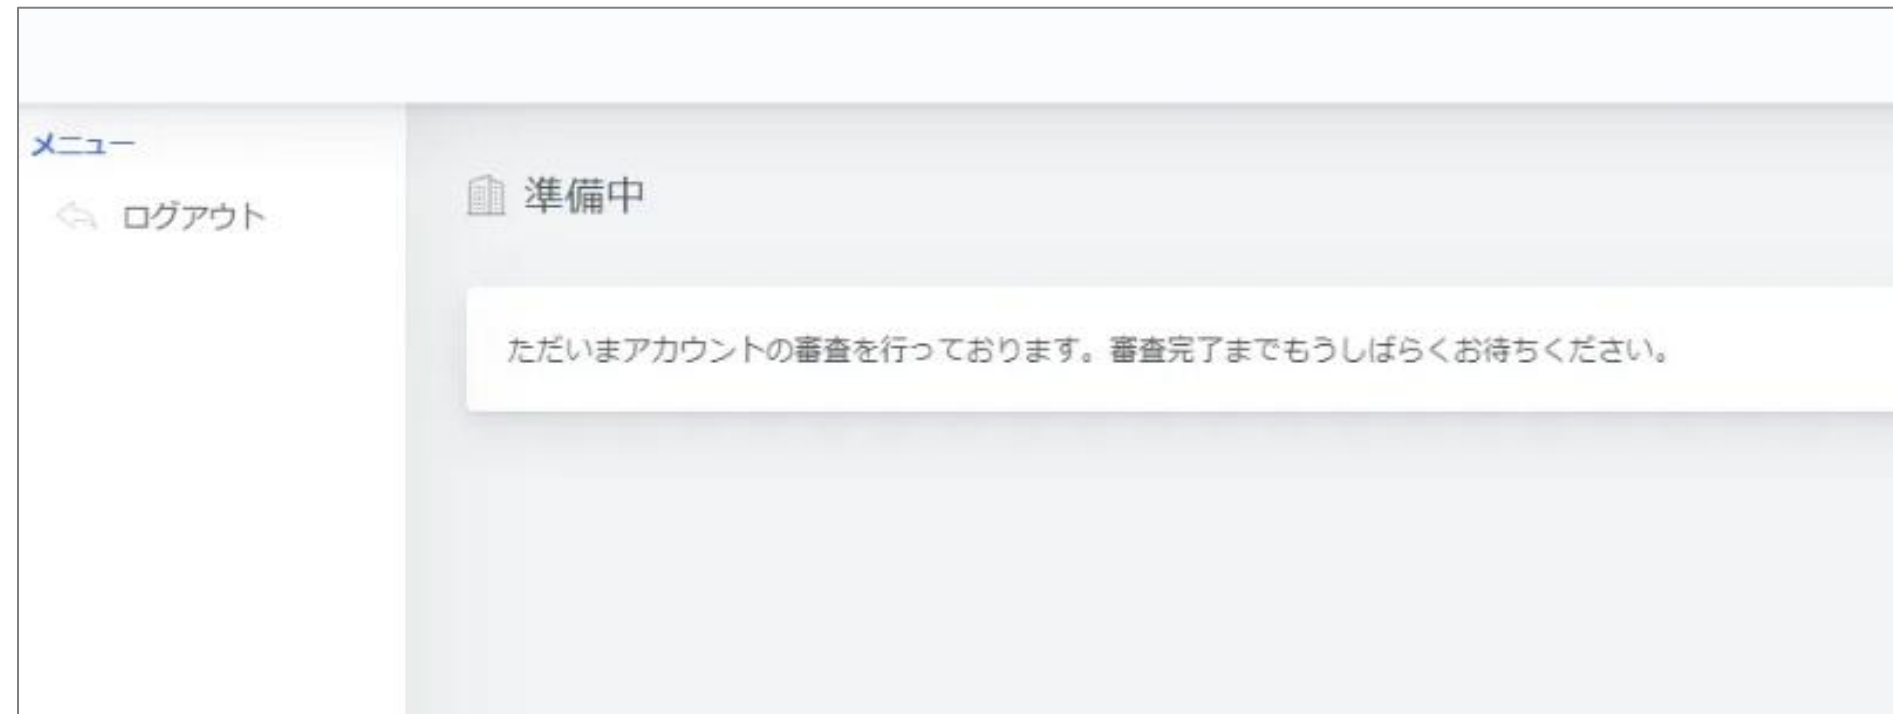 メニュー
ログアウト
準備中
ただいまアカウントの審査を行っております。審査完了までもうしばらくお待ちください。